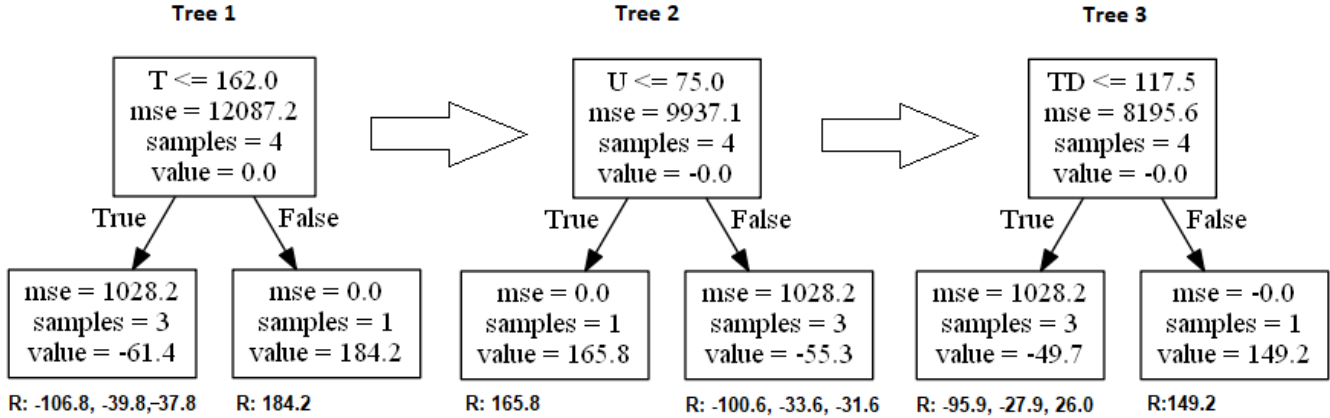 Tree 1
T <= 162.0
mse = 12087.2
samples = 4
value = 0.0
True
False
mse = 1028.2
samples = 3
value = -61.4
R: -106.8, -39.8,-37.8
mse = 0.0
samples = 1
value = 184.2
R: 184.2
Tree 2
U <= 75.0
mse = 9937.1
samples = 4
value = -0.0
True
False
mse = 0.0
samples = 1
value = 165.8
R: 165.8
mse = 1028.2
samples = 3
value = -55.3
R: -100.6, -33.6, -31.6
Tree 3
TD <= 117.5
mse = 8195.6
samples = 4
value = -0.0
True
False
mse = 1028.2
samples = 3
value = -49.7
R: -95.9, -27.9, 26.0
mse = -0.0
samples = 1
value = 149.2
R:149.2